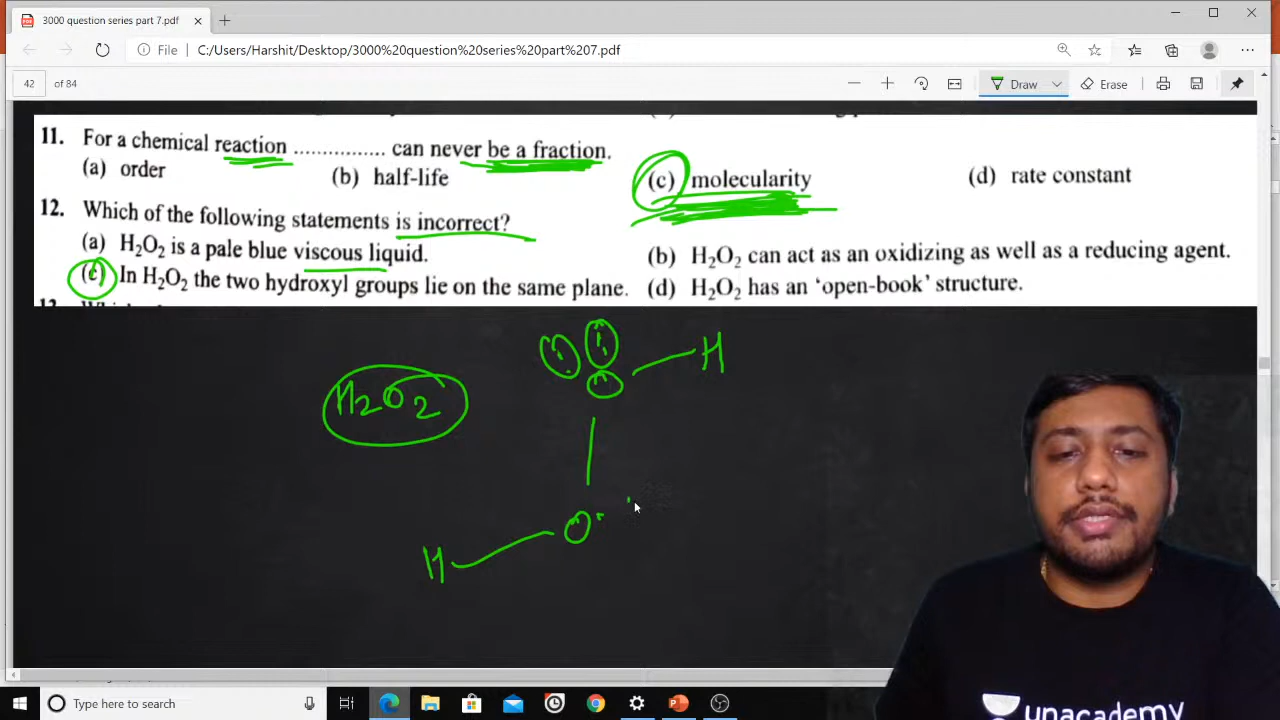 3000 question series part 7.pdf
File C:/Users/Harshit/Desktop/3000%20question%20series%20part%207.pdf
42 of 84 Draw Erase
11. For a chemical reaction ................ can never be a fraction.
(a) order (b) half-life (c) molecularity (d) rate constant
12. Which of the following statements is incorrect?
(a) H₂O₂ is a pale blue viscous liquid. (b) H₂O₂ can act as an oxidizing as well as a reducing agent.
(c) In H₂O₂ the two hydroxyl groups lie on the same plane. (d) H₂O₂ has an ‘open-book’ structure.
H₂O₂
O H
H O
unacademy
Type here to search